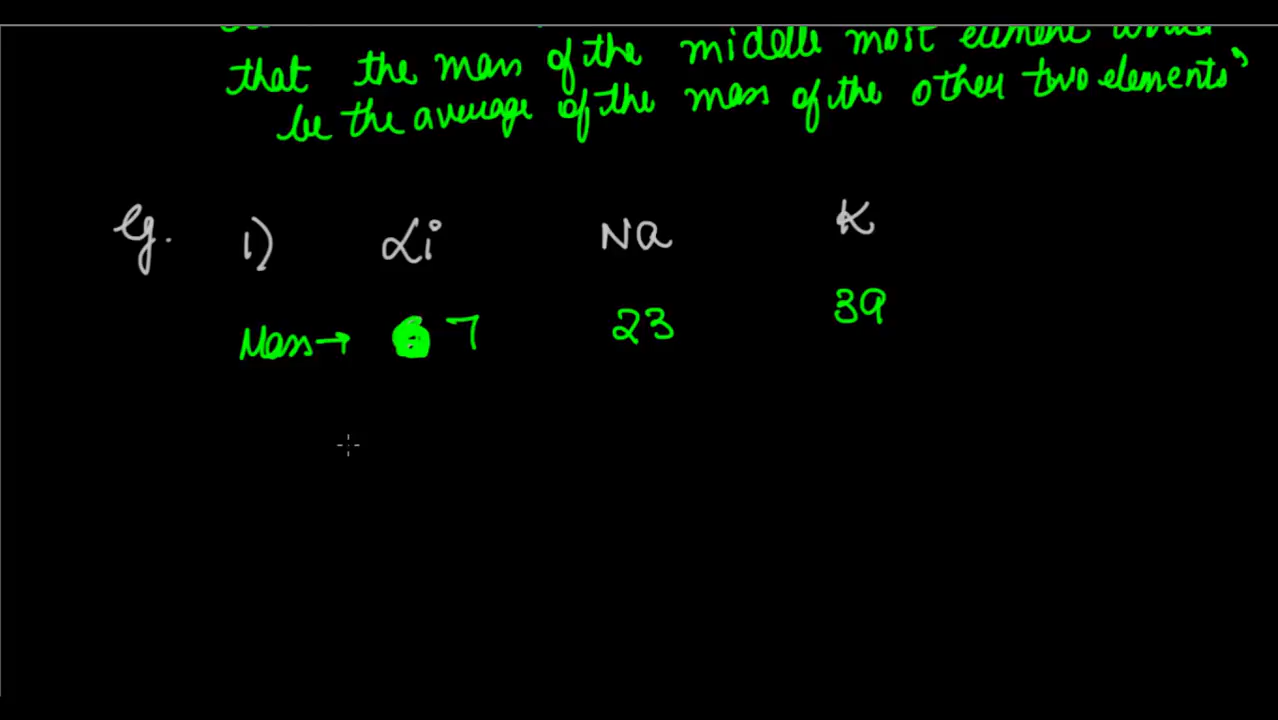 that the mass of the middle most element would
be the average of the mass of the other two elements"
Eg. 1) Li Na K
Mass → 7 23 39